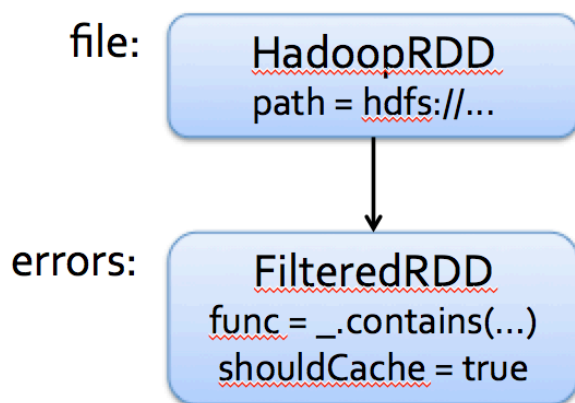 file:
HadoopRDD
path = hdfs://...
errors:
FilteredRDD
func = _.contains(...)
shouldCache = true